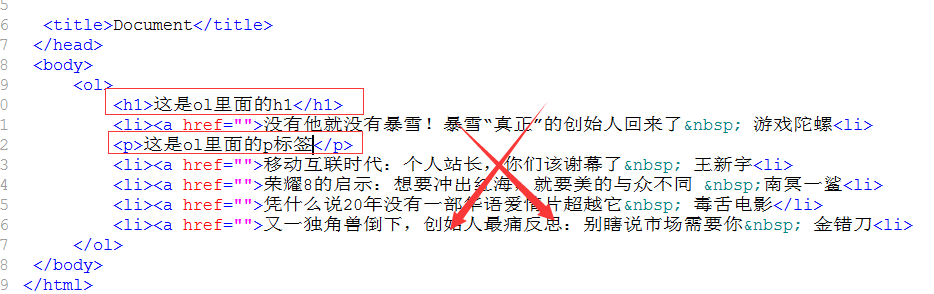 5
6 <title>Document</title>
7 </head>
8 <body>
9 <ol>
0 <h1>这是ol里面的h1</h1>
1 <li><a href="">没有他就没有暴雪！暴雪“真正”的创始人回来了&nbsp; 游戏陀螺<li>
2 <p>这是ol里面的p标签</p>
3 <li><a href="">移动互联时代：个人站长，你们该谢幕了&nbsp; 王新宇<li>
4 <li><a href="">荣耀8的启示：想要冲出红海，就要美的与众不同 &nbsp;南冥一鲨<li>
5 <li><a href="">凭什么说20年没有一部华语爱情片超越它&nbsp; 毒舌电影</li>
6 <li><a href="">又一独角兽倒下，创始人最痛反思：别瞎说市场需要你&nbsp; 金错刀<li>
7 </ol>
8 </body>
9 </html>